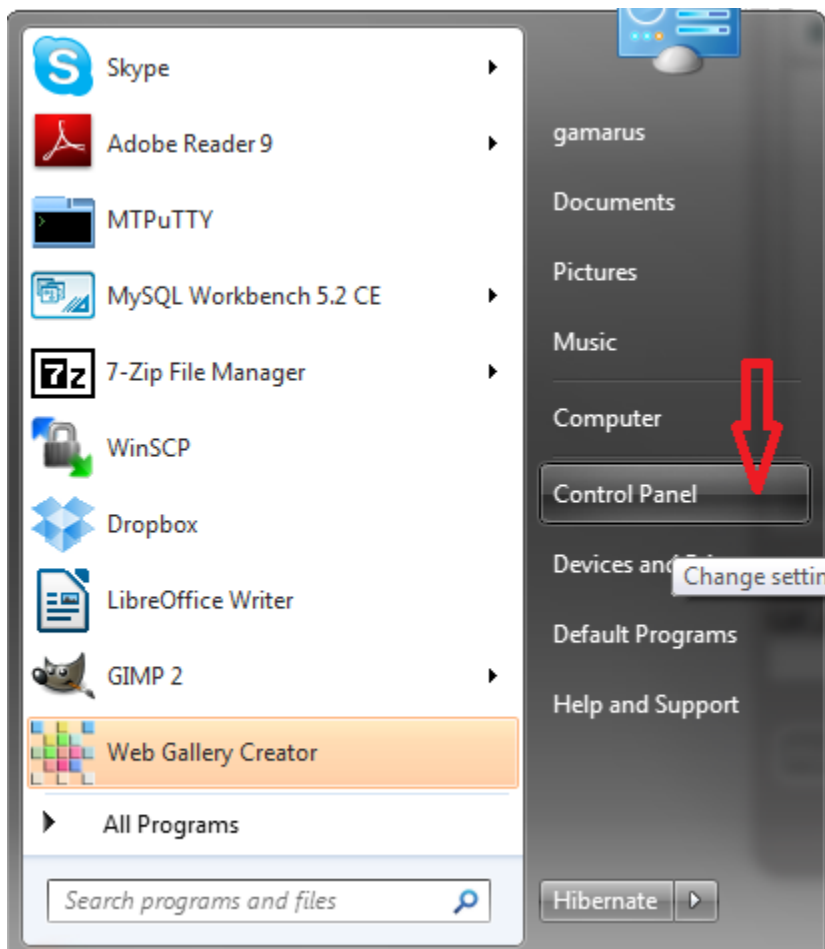 Skype
Adobe Reader 9
MTPuTTY
MySQL Workbench 5.2 CE
7-Zip File Manager
WinSCP
Dropbox
LibreOffice Writer
GIMP 2
Web Gallery Creator
All Programs
Search programs and files
gamarus
Documents
Pictures
Music
Computer
Control Panel
Devices and
Change settin
Default Programs
Help and Support
Hibernate